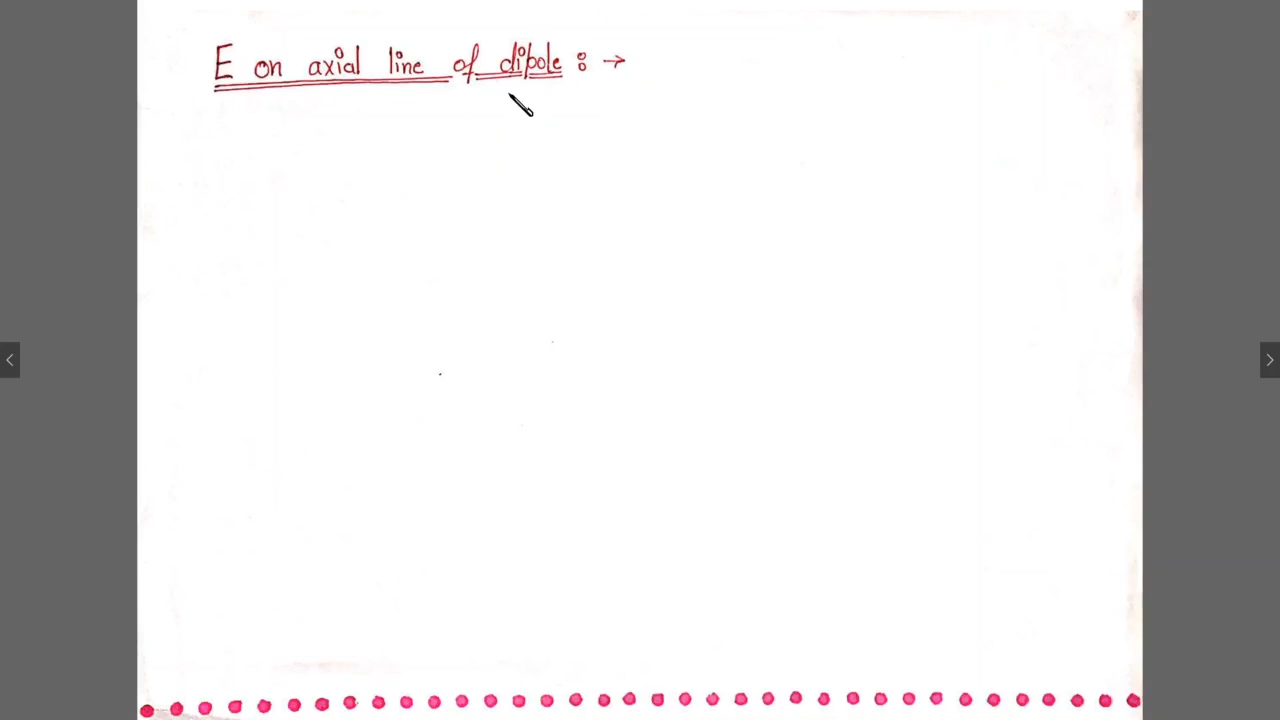 E on axial line of dipole :→